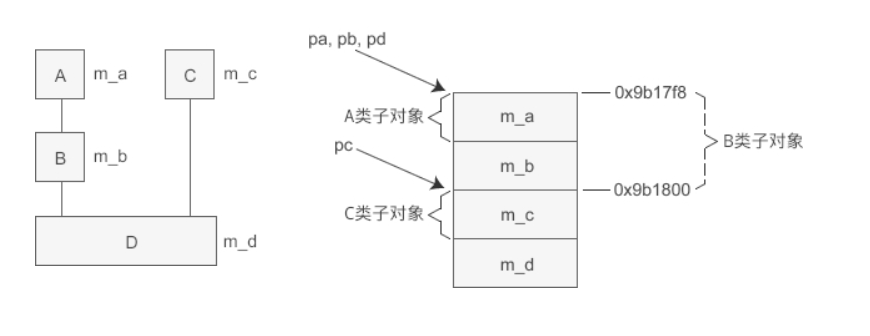 A m_a
C m_c
B m_b
D m_d
pa, pb, pd
0x9b17f8
A类子对象
m_a
B类子对象
m_b
pc
0x9b1800
C类子对象
m_c
m_d